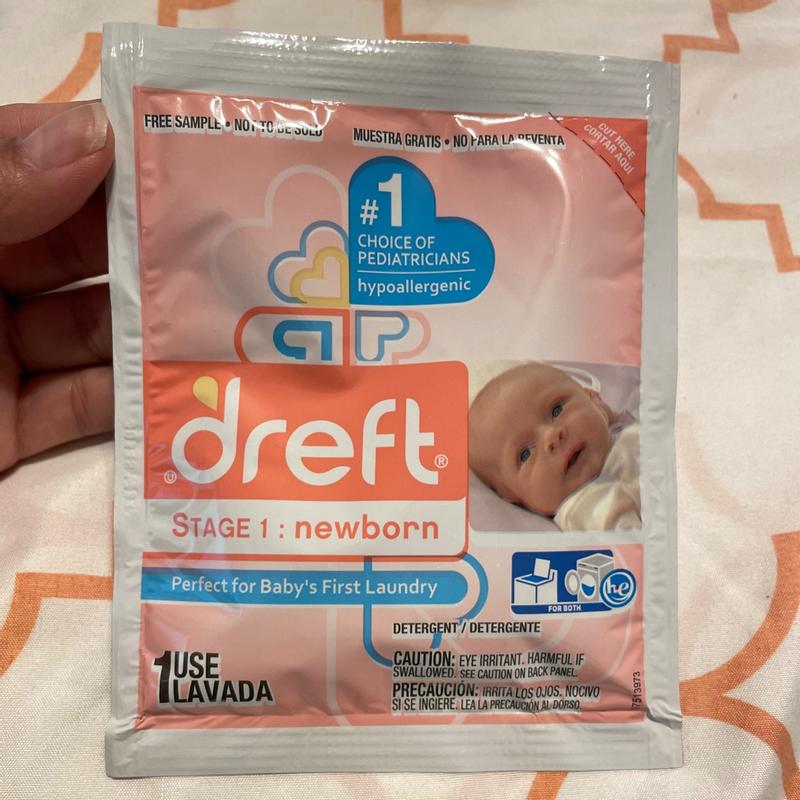 FREE SAMPLE • NOT TO BE SOLD
MUESTRA GRATIS • NO PARA LA REVENTA
CUT HERE
CORTAR AQUÍ
#1
CHOICE OF
PEDIATRICIANS
hypoallergenic
dreft®
STAGE 1 : newborn
Perfect for Baby's First Laundry
he
FOR BOTH
DETERGENT / DETERGENTE
CAUTION: EYE IRRITANT. HARMFUL IF
SWALLOWED. SEE CAUTION ON BACK PANEL.
PRECAUCIÓN: IRRITA LOS OJOS. NOCIVO
SI SE INGIERE. LEA LA PRECAUCIÓN AL DORSO.
1 USE
LAVADA
7513973